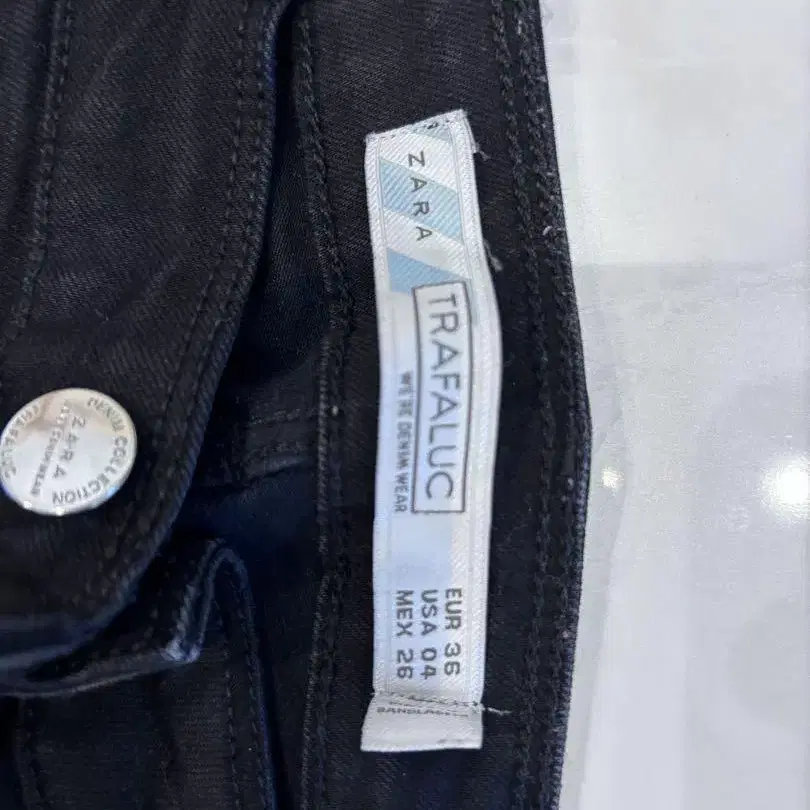 ZARA
TRAFALUC
WE'RE DENIM WEAR
EUR 36
USA 04
MEX 26
DENIM COLLECTION
ZARA